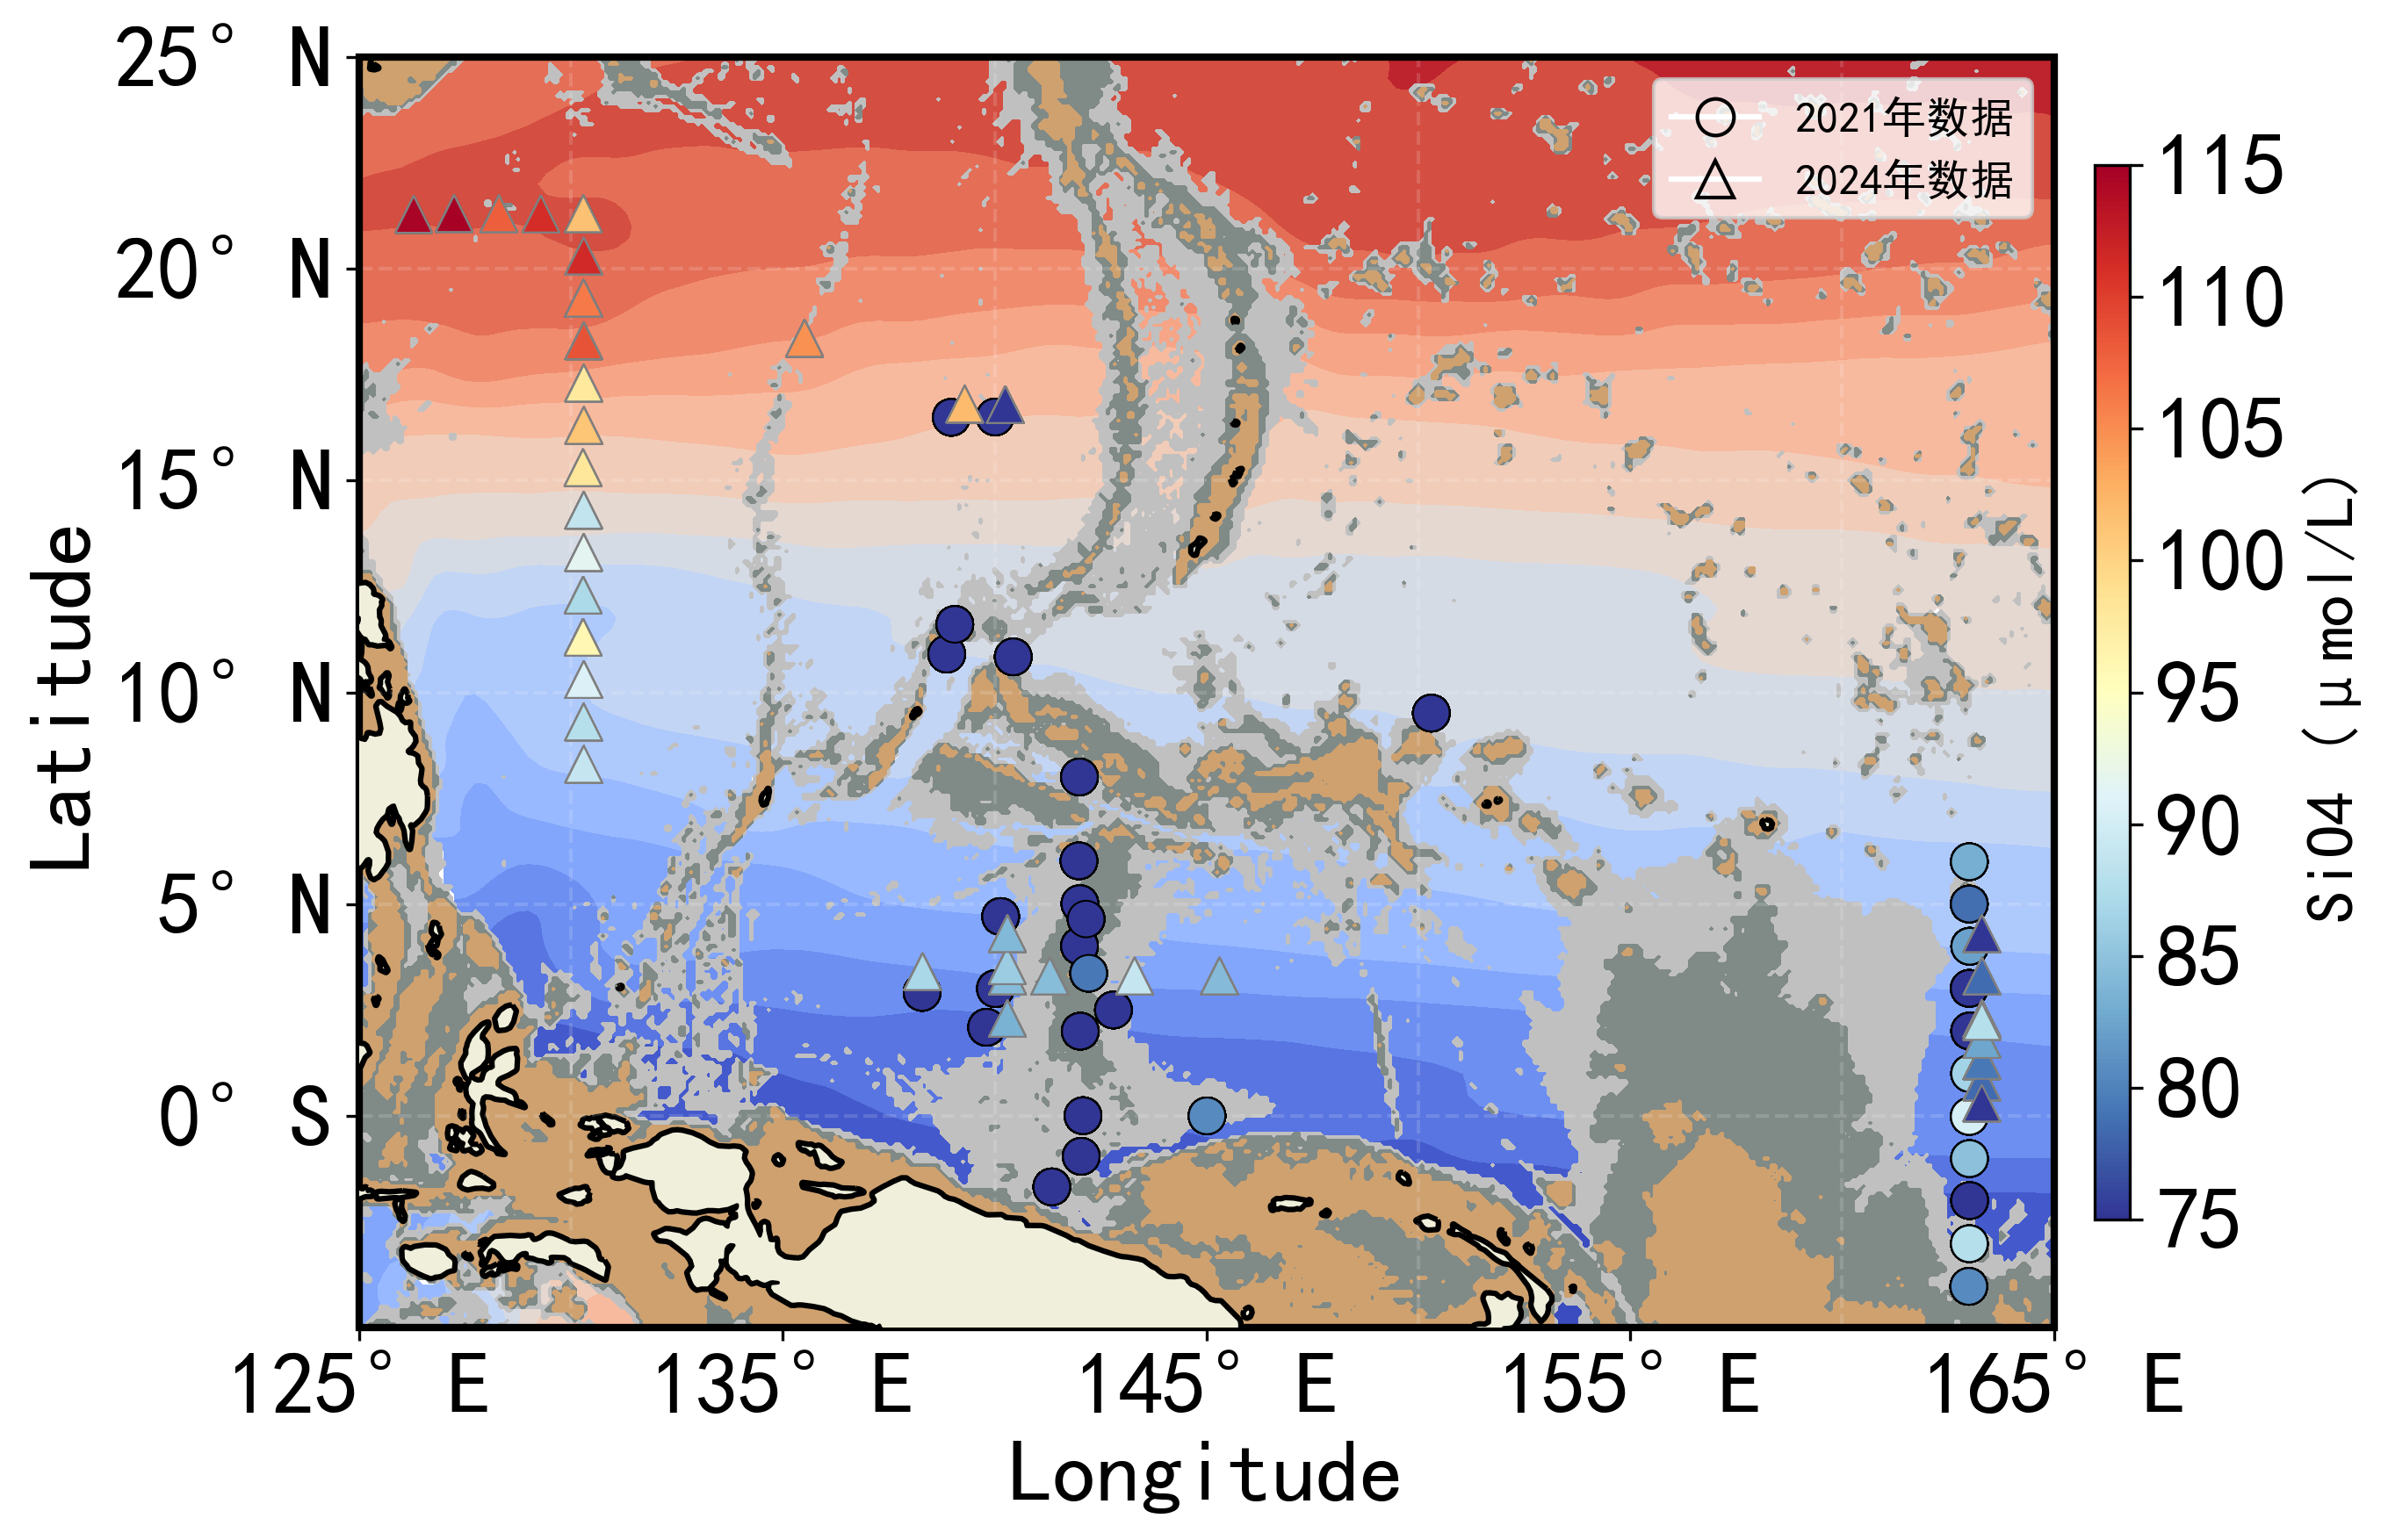 25° N
20° N
15° N
10° N
5° N
0° S
Latitude
125° E
135° E
145° E
155° E
165° E
Longitude
2021年数据
2024年数据
115
110
105
100
95
90
85
80
75
SiO4 (μmol/L)